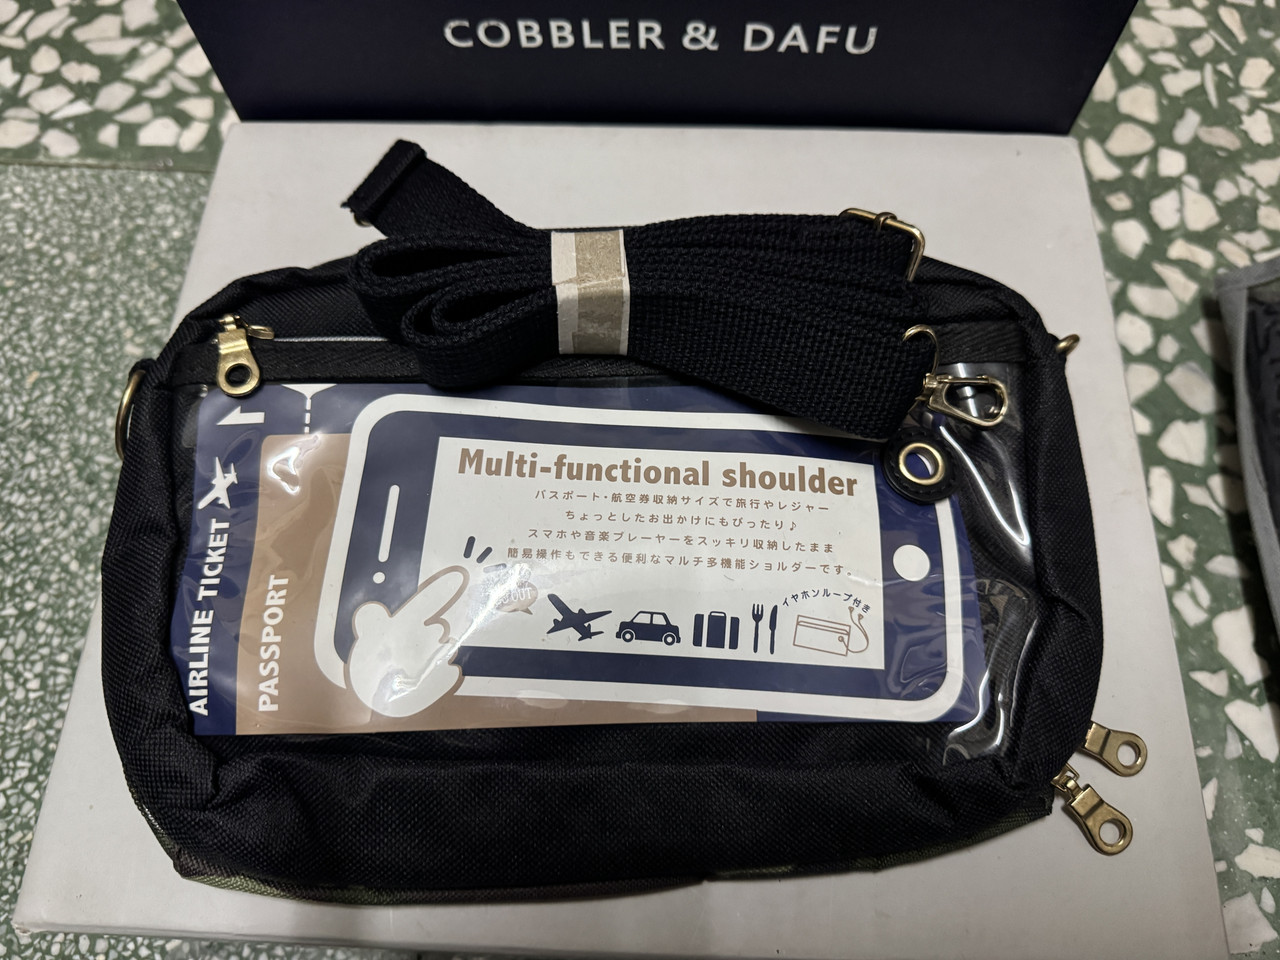 COBBLER & DAFU
AIRLINE TICKET
PASSPORT
Multi-functional shoulder
パスポート・航空券収納サイズで旅行やレジャー
ちょっとしたお出かけにもぴったり♪
スマホや音楽プレーヤーをスッキリ収納したまま
簡易操作もできる便利なマルチ多機能ショルダーです。
OUT
イヤホンループ付き